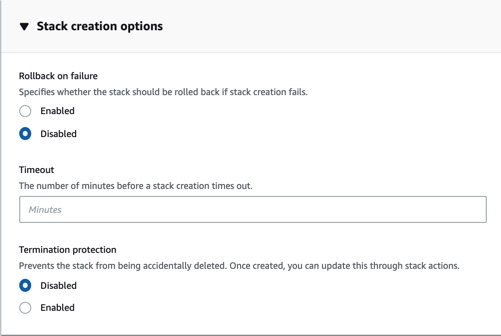 Stack creation options
Rollback on failure
Specifies whether the stack should be rolled back if stack creation fails.
Enabled
Disabled
Timeout
The number of minutes before a stack creation times out.
Minutes
Termination protection
Prevents the stack from being accidentally deleted. Once created, you can update this through stack actions.
Disabled
Enabled